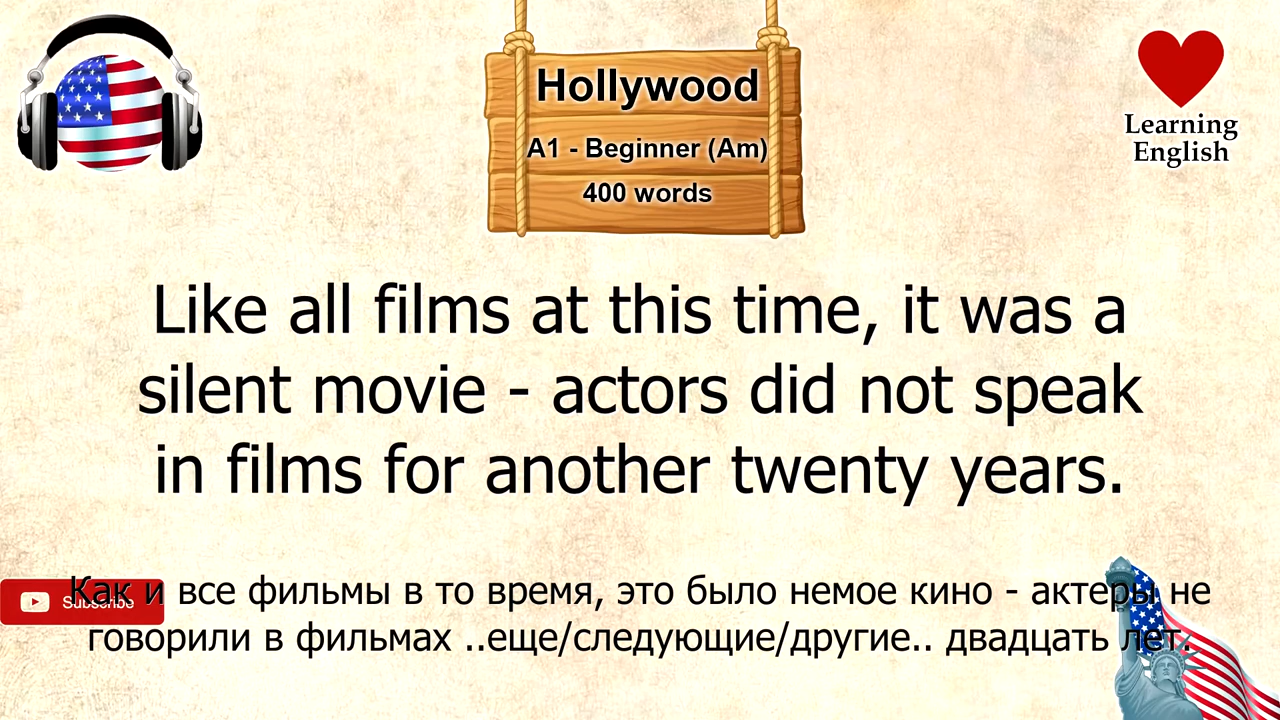 Hollywood
A1 - Beginner (Am)
400 words
Learning
English
Like all films at this time, it was a
silent movie - actors did not speak
in films for another twenty years.
Как и все фильмы в то время, это было немое кино - актеры не
говорили в фильмах ..еще/следующие/другие.. двадцать лет.
Subscribe